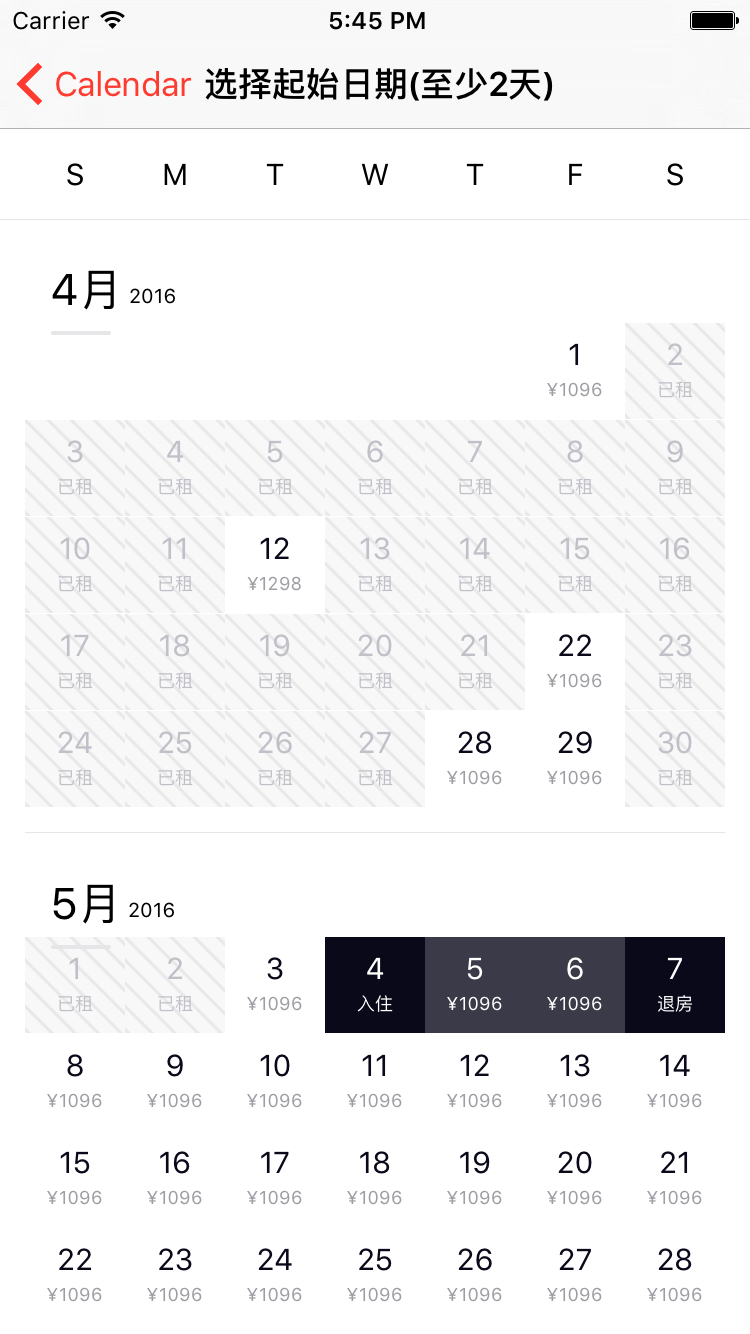 Carrier 5:45 PM
Calendar 选择起始日期(至少2天)
S M T W T F S
4月 2016
1 2
¥1096 已租
3 4 5 6 7 8 9
已租 已租 已租 已租 已租 已租 已租
10 11 12 13 14 15 16
已租 已租 ¥1298 已租 已租 已租 已租
17 18 19 20 21 22 23
已租 已租 已租 已租 已租 ¥1096 已租
24 25 26 27 28 29 30
已租 已租 已租 已租 ¥1096 ¥1096 已租
5月 2016
1 2 3 4 5 6 7
已租 已租 ¥1096 入住 ¥1096 ¥1096 退房
8 9 10 11 12 13 14
¥1096 ¥1096 ¥1096 ¥1096 ¥1096 ¥1096 ¥1096
15 16 17 18 19 20 21
¥1096 ¥1096 ¥1096 ¥1096 ¥1096 ¥1096 ¥1096
22 23 24 25 26 27 28
¥1096 ¥1096 ¥1096 ¥1096 ¥1096 ¥1096 ¥1096